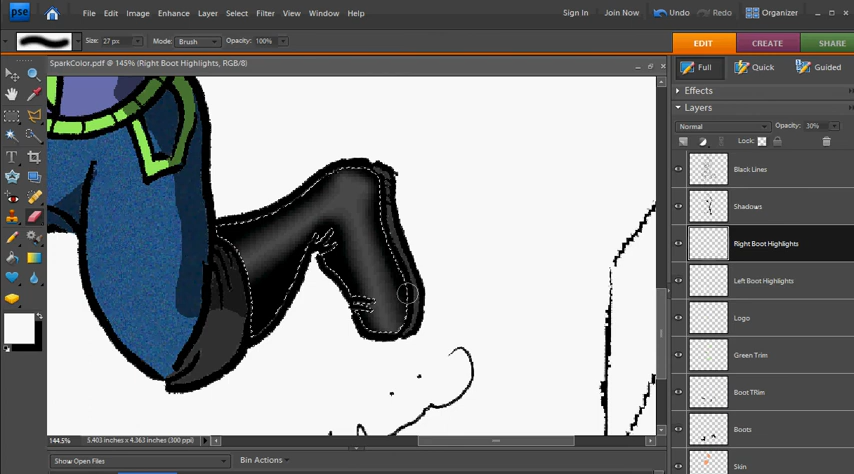 pse File Edit Image Enhance Layer Select Filter View Window Help Sign In Join Now Undo Redo Organizer
Size: 27 px Mode: Brush Opacity: 100% EDIT CREATE SHARE
SparkColor.pdf @ 145% (Right Boot Highlights, RGB/8) Full Quick Guided
Effects
Layers
Normal Opacity: 30%
Lock:
Black Lines
Shadows
Right Boot Highlights
Left Boot Highlights
Logo
Green Trim
Boot TRim
Boots
Skin
144.5% 5.403 inches x 4.363 inches (300 ppi)
Show Open Files Bin Actions